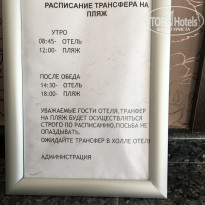 РАСПИСАНИЕ ТРАНСФЕРА НА
ПЛЯЖ
УТРО
08:45- ОТЕЛЬ
12:00- ПЛЯЖ
ПОСЛЕ ОБЕДА
14:30- ОТЕЛЬ
18:00- ПЛЯЖ
УВАЖАЕМЫЕ ГОСТИ ОТЕЛЯ, ТРАНФЕР
НА ПЛЯЖ БУДЕТ ОСУЩЕСТВЛЯТЬСЯ
СТРОГО ПО РАСПИСАНИЮ, ПОСЬБА НЕ
ОПАЗДЫВАТЬ.
ОЖИДАЙТЕ ТРАНСФЕР В ХОЛЛЕ ОТЕЛЯ
АДМИНИСТРАЦИЯ
TopHotels